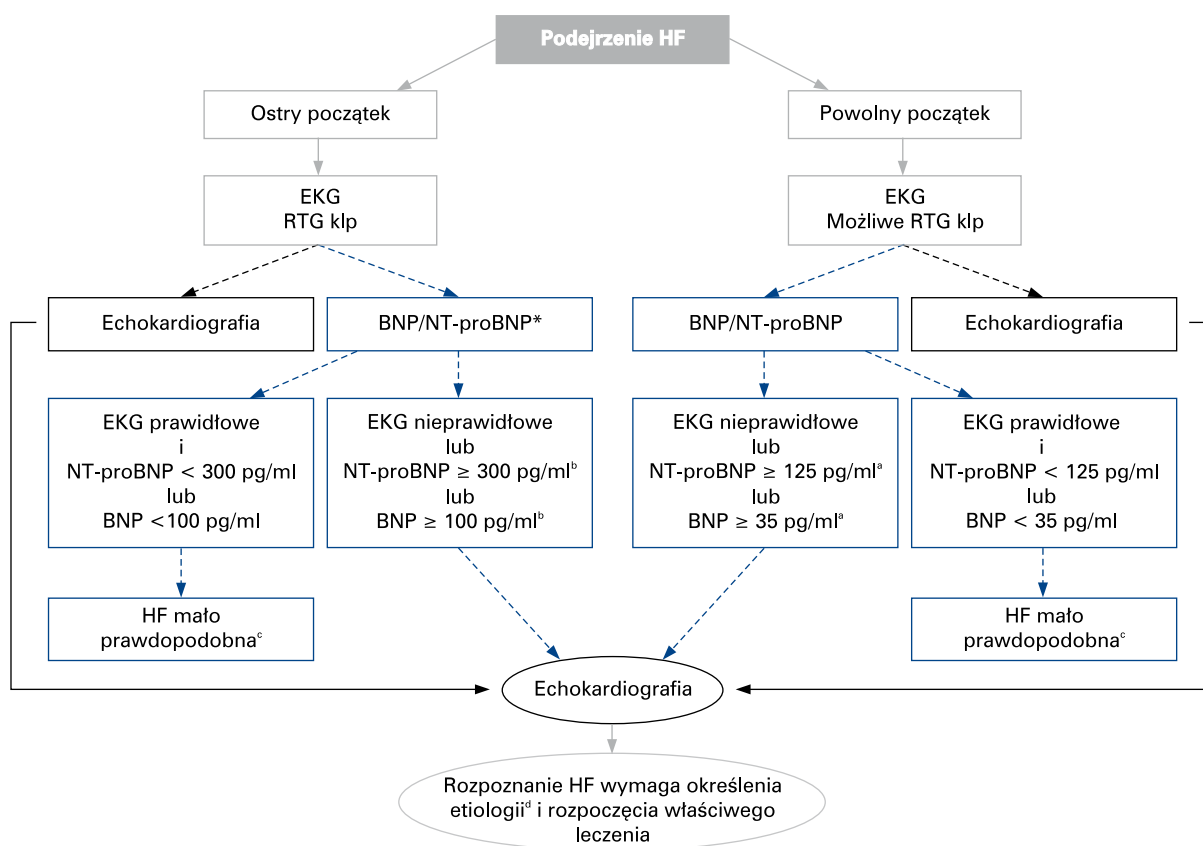 Podejrzenie HF
Ostry początek
Powolny początek
EKG
RTG klp
EKG
Możliwe RTG klp
Echokardiografia
BNP/NT-proBNP*
BNP/NT-proBNP
Echokardiografia
EKG prawidłowe
i
NT-proBNP < 300 pg/ml
lub
BNP <100 pg/ml
EKG nieprawidłowe
lub
NT-proBNP ≥ 300 pg/mlᵇ
lub
BNP ≥ 100 pg/mlᵇ
EKG nieprawidłowe
lub
NT-proBNP ≥ 125 pg/mlᵃ
lub
BNP ≥ 35 pg/mlᵃ
EKG prawidłowe
i
NT-proBNP < 125 pg/ml
lub
BNP < 35 pg/ml
HF mało
prawdopodobnaᶜ
HF mało
prawdopodobnaᶜ
Echokardiografia
Rozpoznanie HF wymaga określenia
etiologiiᵈ i rozpoczęcia właściwego
leczenia